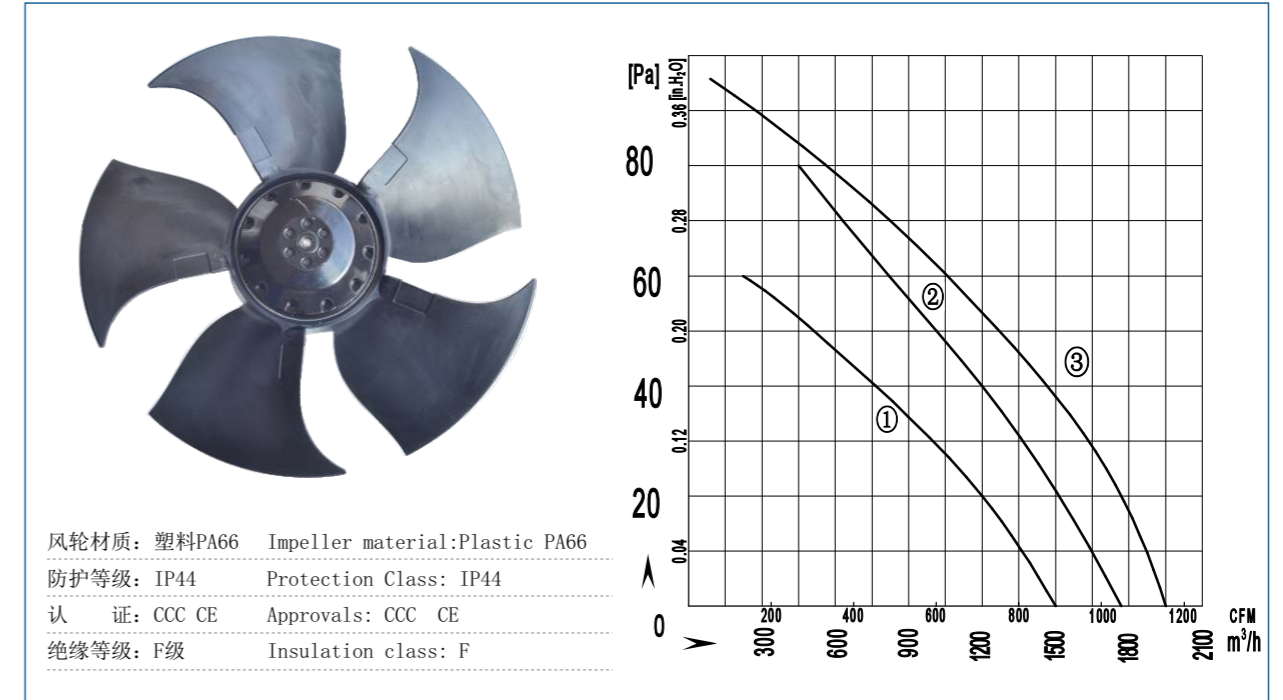 [Pa]
[in.H₂O]
0.36
80
0.28
60
②
0.20
③
40
①
0.12
20
0.04
0
200 400 600 800 1000 1200 CFM
300 600 900 1200 1500 1800 2100 m³/h
风轮材质：塑料PA66 Impeller material:Plastic PA66
防护等级：IP44 Protection Class: IP44
认 证：CCC CE Approvals: CCC CE
绝缘等级：F级 Insulation class: F